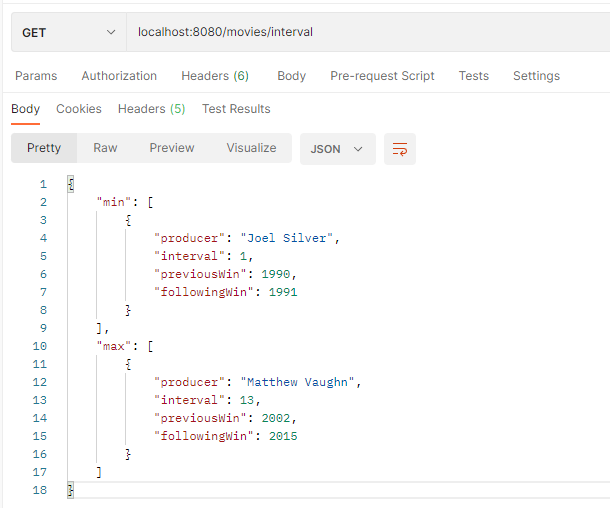 GET localhost:8080/movies/interval
Params Authorization Headers (6) Body Pre-request Script Tests Settings
Body Cookies Headers (5) Test Results
Pretty Raw Preview Visualize JSON
1 {
2 "min": [
3 {
4 "producer": "Joel Silver",
5 "interval": 1,
6 "previousWin": 1990,
7 "followingWin": 1991
8 }
9 ],
10 "max": [
11 {
12 "producer": "Matthew Vaughn",
13 "interval": 13,
14 "previousWin": 2002,
15 "followingWin": 2015
16 }
17 ]
18 }